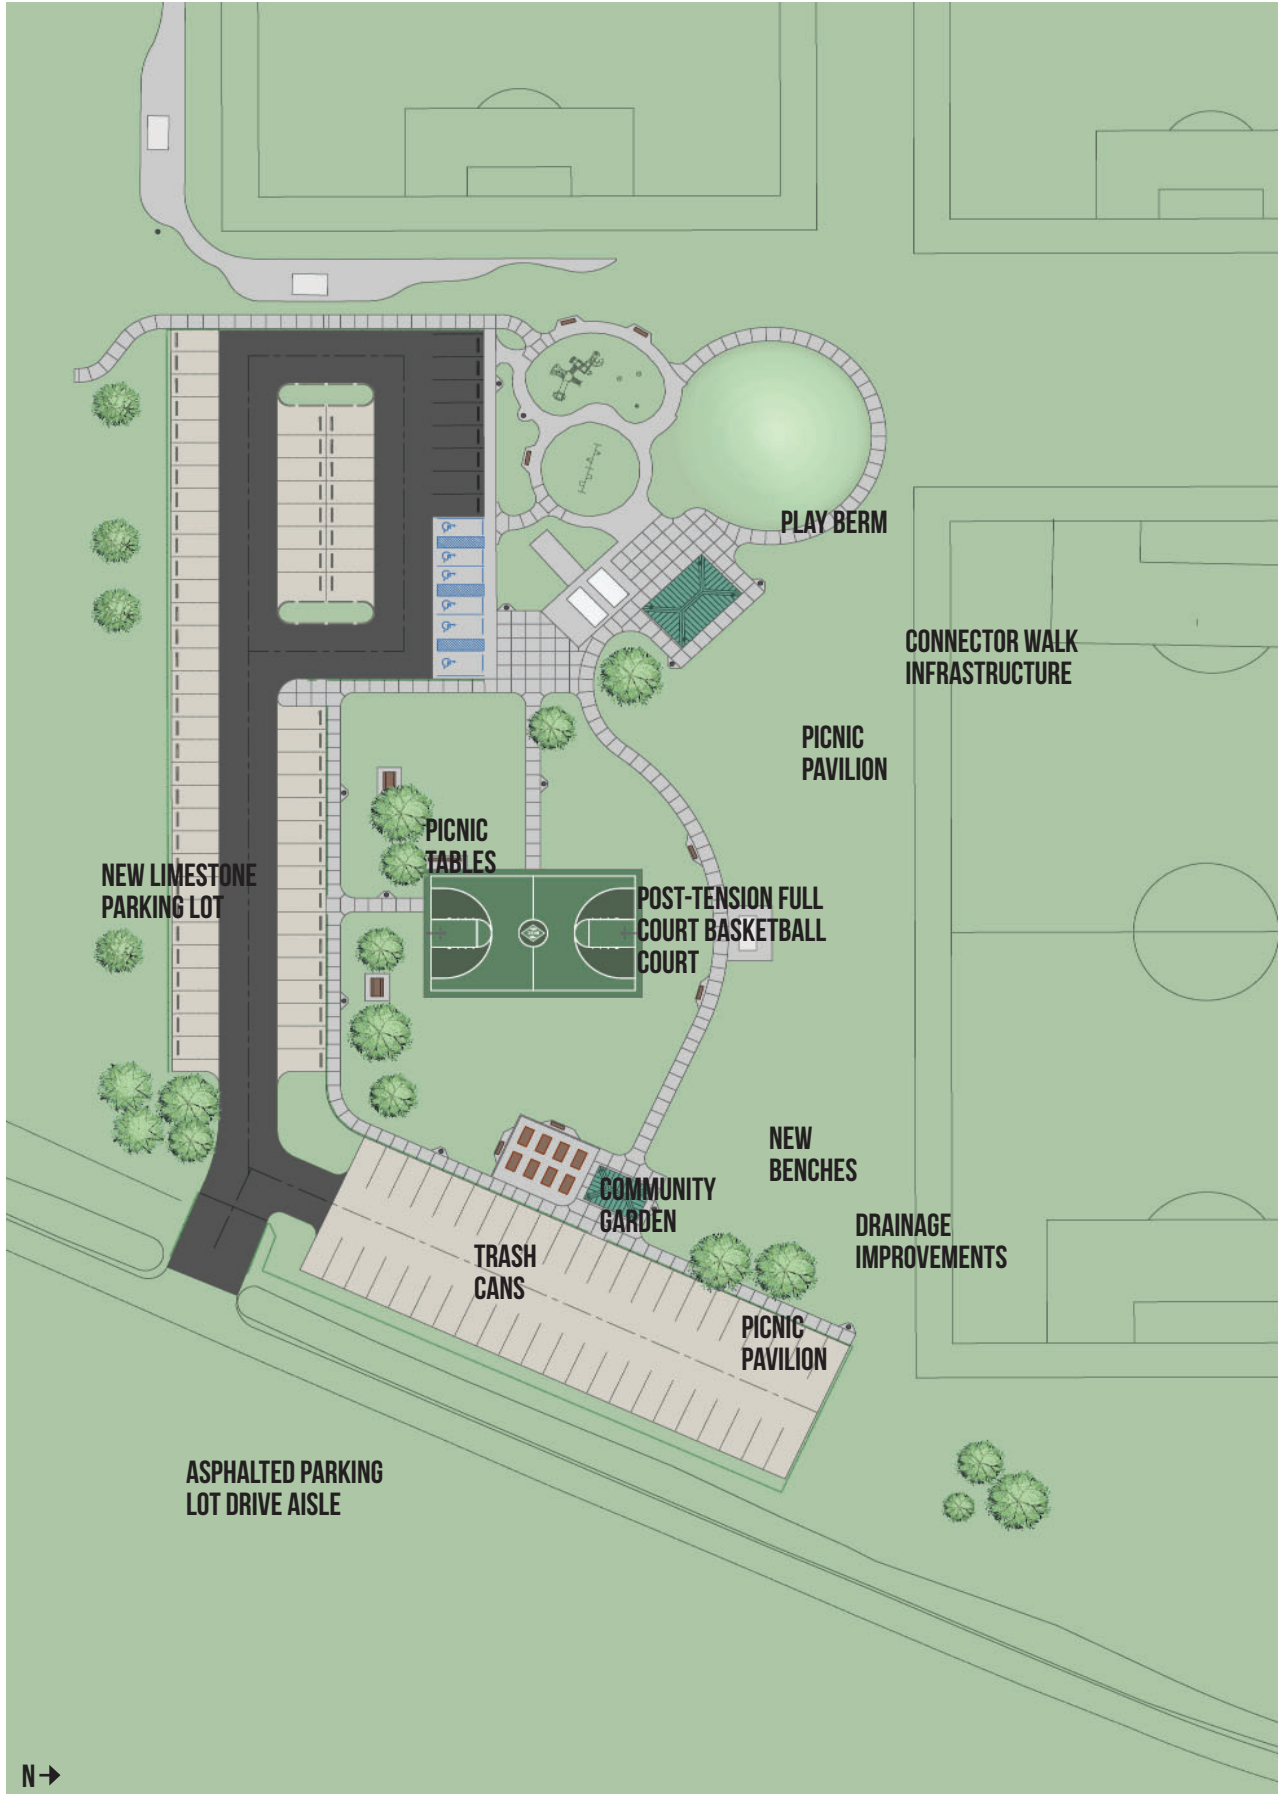 PLAY BERM
CONNECTOR WALK
INFRASTRUCTURE
PICNIC
PAVILION
PICNIC
TABLES
NEW LIMESTONE
PARKING LOT
POST-TENSION FULL
COURT BASKETBALL
COURT
NEW
BENCHES
COMMUNITY
GARDEN
DRAINAGE
IMPROVEMENTS
TRASH
CANS
PICNIC
PAVILION
ASPHALTED PARKING
LOT DRIVE AISLE
N→